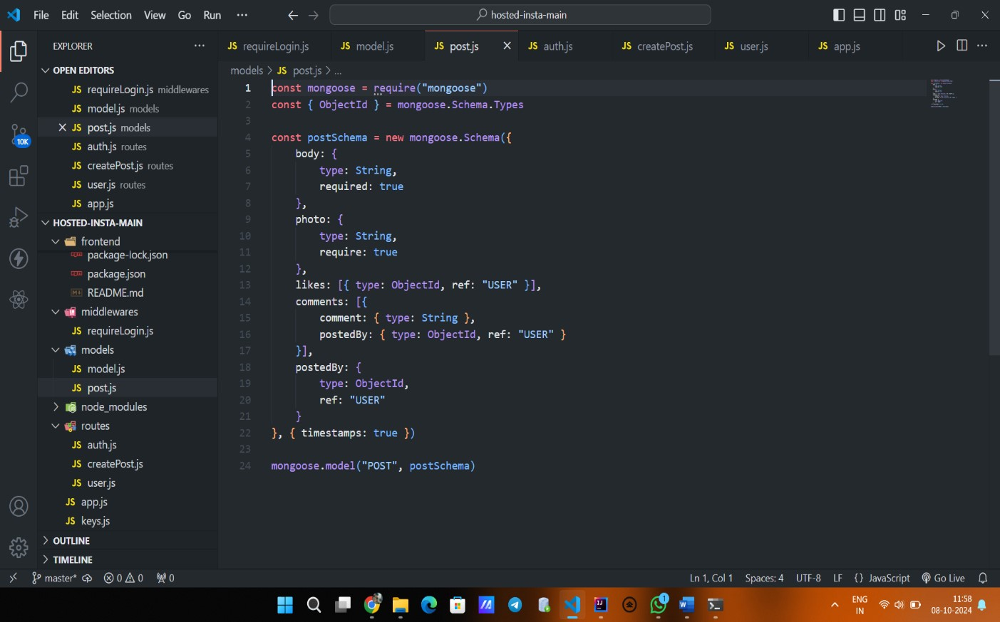 File Edit Selection View Go Run ···
hosted-insta-main
EXPLORER
OPEN EDITORS
JS requireLogin.js middlewares
JS model.js models
JS post.js models
JS auth.js routes
JS createPost.js routes
JS user.js routes
JS app.js
HOSTED-INSTA-MAIN
frontend
package-lock.json
package.json
README.md
middlewares
JS requireLogin.js
models
JS model.js
JS post.js
node_modules
routes
JS auth.js
JS createPost.js
JS user.js
JS app.js
JS keys.js
OUTLINE
TIMELINE
10K
JS requireLogin.js JS model.js JS post.js JS auth.js JS createPost.js JS user.js JS app.js
models > JS post.js > ...
1 const mongoose = require("mongoose")
2 const { ObjectId } = mongoose.Schema.Types
3
4 const postSchema = new mongoose.Schema({
5 body: {
6 type: String,
7 required: true
8 },
9 photo: {
10 type: String,
11 require: true
12 },
13 likes: [{ type: ObjectId, ref: "USER" }],
14 comments: [{
15 comment: { type: String },
16 postedBy: { type: ObjectId, ref: "USER" }
17 }],
18 postedBy: {
19 type: ObjectId,
20 ref: "USER"
21 }
22 }, { timestamps: true })
23
24 mongoose.model("POST", postSchema)
master* 0 0 0
Ln 1, Col 1 Spaces: 4 UTF-8 LF {} JavaScript Go Live
1
ENG
IN
11:58
08-10-2024